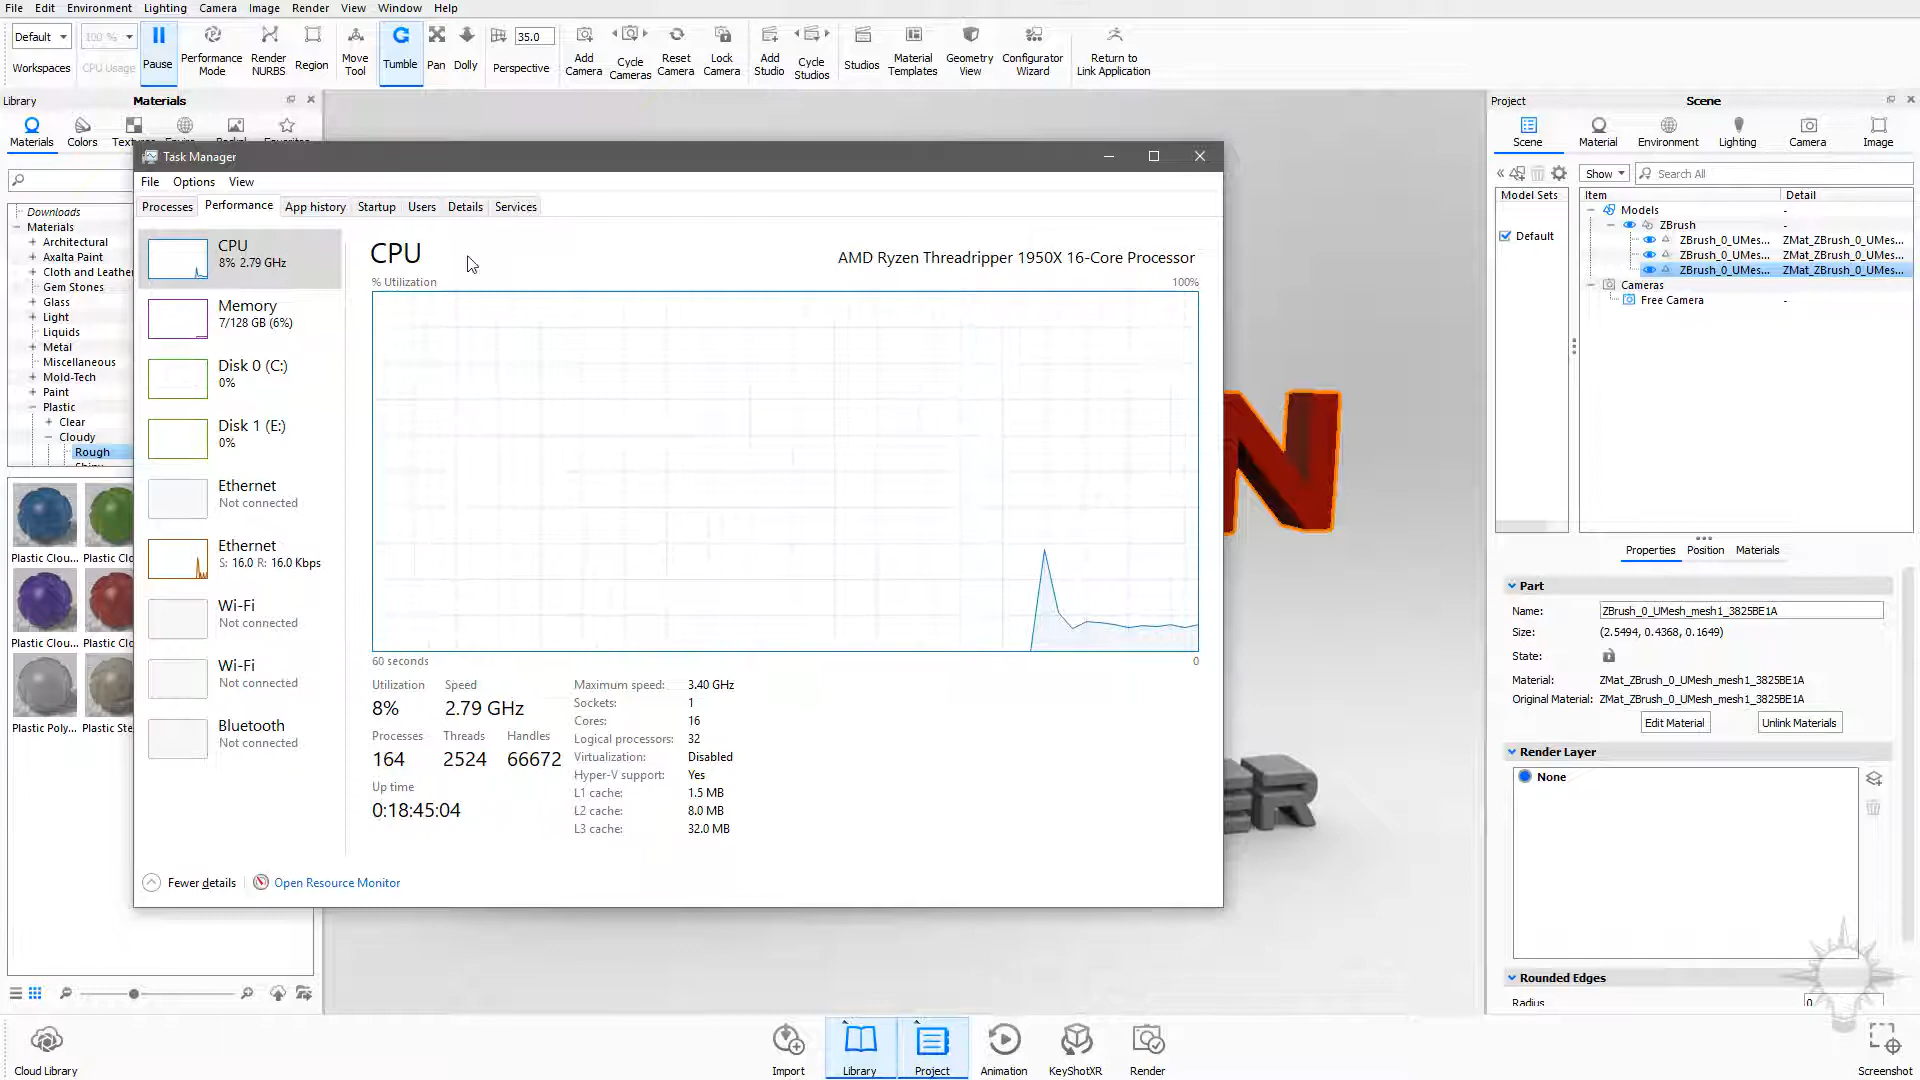 File Edit Environment Lighting Camera Image Render View Window Help
Default 100 % Pause Performance Mode Render NURBS Region Move Tool Tumble Pan Dolly 35.0 Perspective Add Camera Cycle Cameras Reset Camera Lock Camera Add Studio Cycle Studios Studios Material Templates Geometry View Configurator Wizard Return to Link Application
Workspaces CPU Usage
Library Materials
Materials Colors
Downloads
Materials
Architectural
Axalta Paint
Cloth and Leather
Gem Stones
Glass
Light
Liquids
Metal
Miscellaneous
Mold-Tech
Paint
Plastic
Clear
Cloudy
Rough
Plastic Clou... Plastic Clo
Plastic Clou... Plastic Clo
Plastic Poly... Plastic Ste
Task Manager
File Options View
Processes Performance App history Startup Users Details Services
CPU
8% 2.79 GHz
Memory
7/128 GB (6%)
Disk 0 (C:)
0%
Disk 1 (E:)
0%
Ethernet
Not connected
Ethernet
S: 16.0 R: 16.0 Kbps
Wi-Fi
Not connected
Wi-Fi
Not connected
Bluetooth
Not connected
CPU AMD Ryzen Threadripper 1950X 16-Core Processor
% Utilization 100%
60 seconds 0
Utilization Speed
8% 2.79 GHz
Processes Threads Handles
164 2524 66672
Up time
0:18:45:04
Maximum speed: 3.40 GHz
Sockets: 1
Cores: 16
Logical processors: 32
Virtualization: Disabled
Hyper-V support: Yes
L1 cache: 1.5 MB
L2 cache: 8.0 MB
L3 cache: 32.0 MB
Fewer details Open Resource Monitor
N
ER
Project Scene
Scene Material Environment Lighting Camera Image
Show Search All
Model Sets Item Detail
Default
Models -
ZBrush -
ZBrush_0_UMes... ZMat_ZBrush_0_UMes...
ZBrush_0_UMes... ZMat_ZBrush_0_UMes...
ZBrush_0_UMes... ZMat_ZBrush_0_UMes...
Cameras
Free Camera -
Properties Position Materials
Part
Name: ZBrush_0_UMesh_mesh1_3825BE1A
Size: (2.5494, 0.4368, 0.1649)
State:
Material: ZMat_ZBrush_0_UMesh_mesh1_3825BE1A
Original Material: ZMat_ZBrush_0_UMesh_mesh1_3825BE1A
Edit Material Unlink Materials
Render Layer
None
Rounded Edges
Radius 0
Cloud Library Import Library Project Animation KeyShotXR Render Screenshot